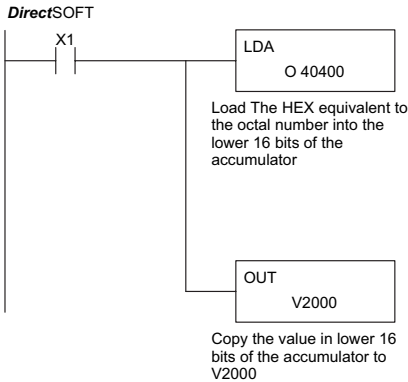 DirectSOFT
X1
LDA
O 40400
Load The HEX equivalent to
the octal number into the
lower 16 bits of the
accumulator
OUT
V2000
Copy the value in lower 16
bits of the accumulator to
V2000